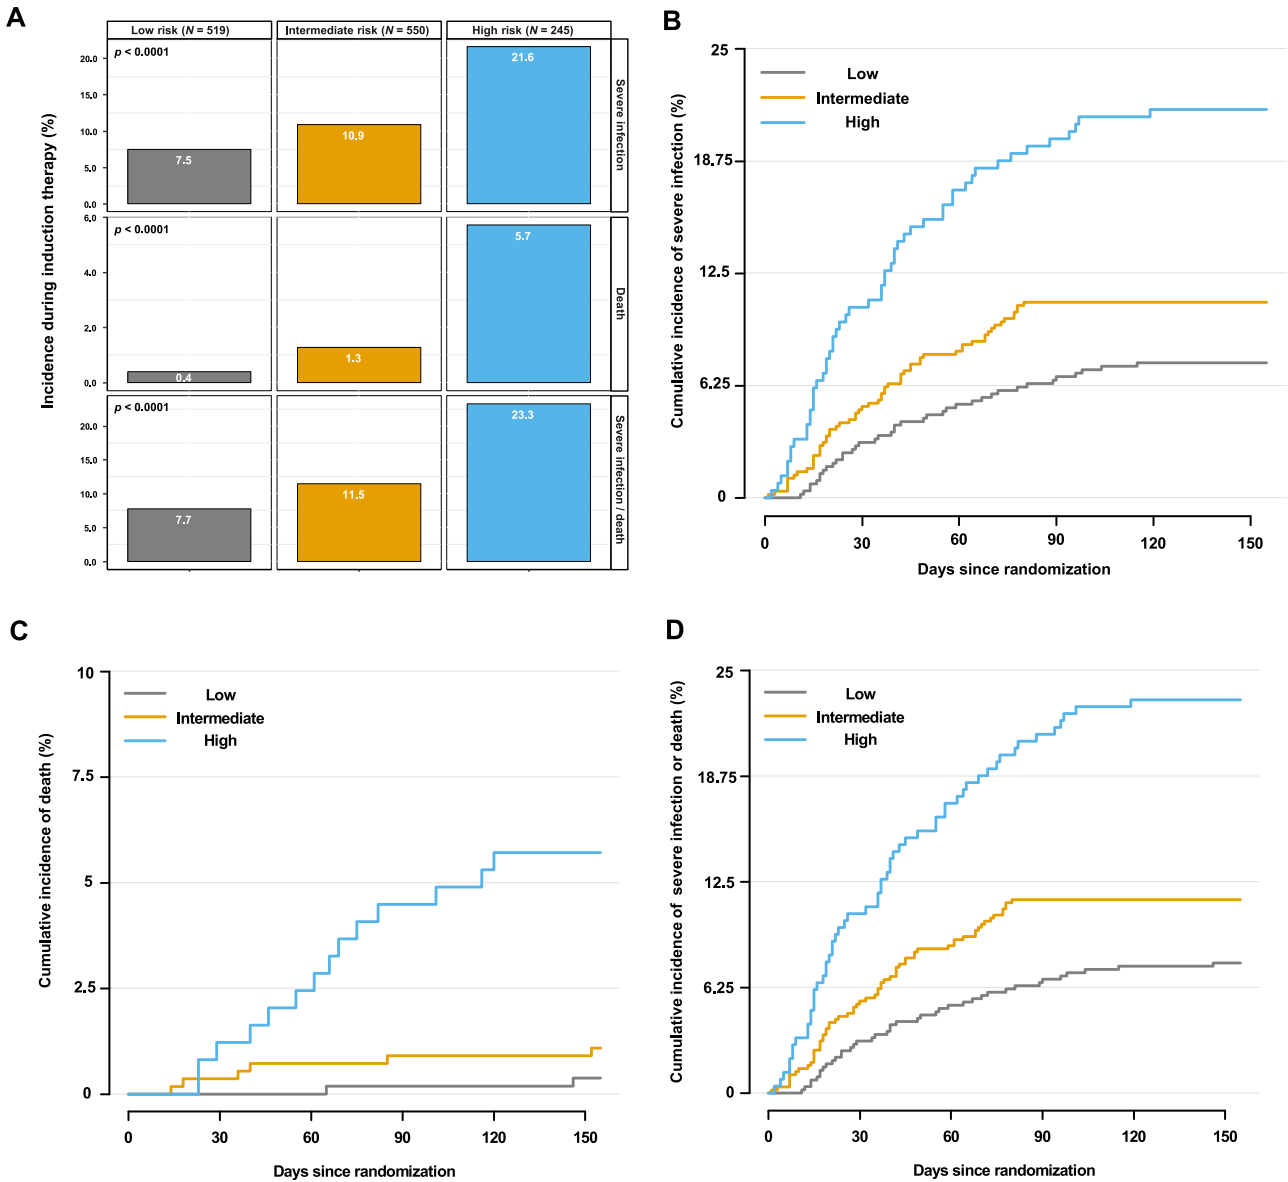 A
Low risk (N = 519)
Intermediate risk (N = 550)
High risk (N = 245)
Incidence during induction therapy (%)
p < 0.0001
20.0
15.0
10.0
5.0
0.0
7.5
10.9
21.6
Severe infection
p < 0.0001
6.0
4.0
2.0
0.0
0.4
1.3
5.7
Death
p < 0.0001
20.0
15.0
10.0
5.0
0.0
7.7
11.5
23.3
Severe infection / death
B
Cumulative incidence of severe infection (%)
25
18.75
12.5
6.25
0
Low
Intermediate
High
0 30 60 90 120 150
Days since randomization
C
Cumulative incidence of death (%)
10
7.5
5
2.5
0
Low
Intermediate
High
0 30 60 90 120 150
Days since randomization
D
Cumulative incidence of severe infection or death (%)
25
18.75
12.5
6.25
0
Low
Intermediate
High
0 30 60 90 120 150
Days since randomization